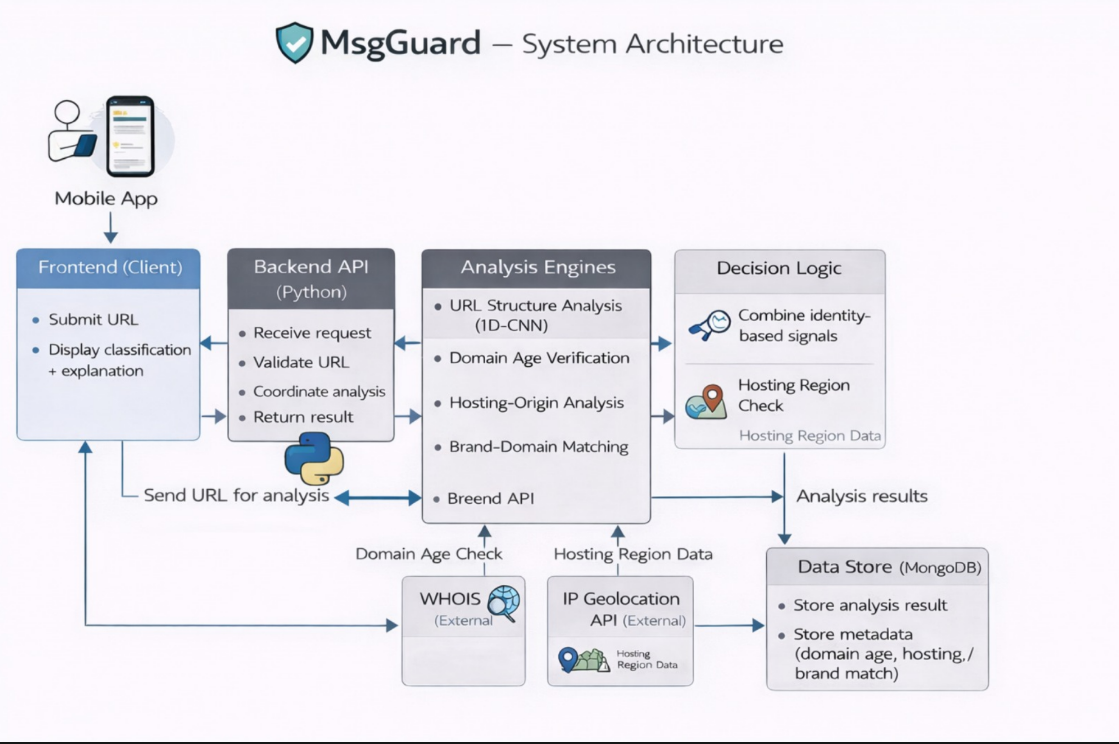 MsgGuard – System Architecture
Mobile App
Frontend (Client)
• Submit URL
• Display classification
+ explanation
Backend API
(Python)
• Receive request
• Validate URL
• Coordinate analysis
• Return result
Analysis Engines
• URL Structure Analysis
(1D-CNN)
• Domain Age Verification
• Hosting-Origin Analysis
• Brand-Domain Matching
• Breend API
Decision Logic
Combine identity-
based signals
Hosting Region
Check
Hosting Region Data
Send URL for analysis
Analysis results
Domain Age Check
Hosting Region Data
WHOIS
(External
IP Geolocation
API (External)
Hosting
Region Data
Data Store (MongoDB)
• Store analysis result
• Store metadata
(domain age, hosting,/
brand match)